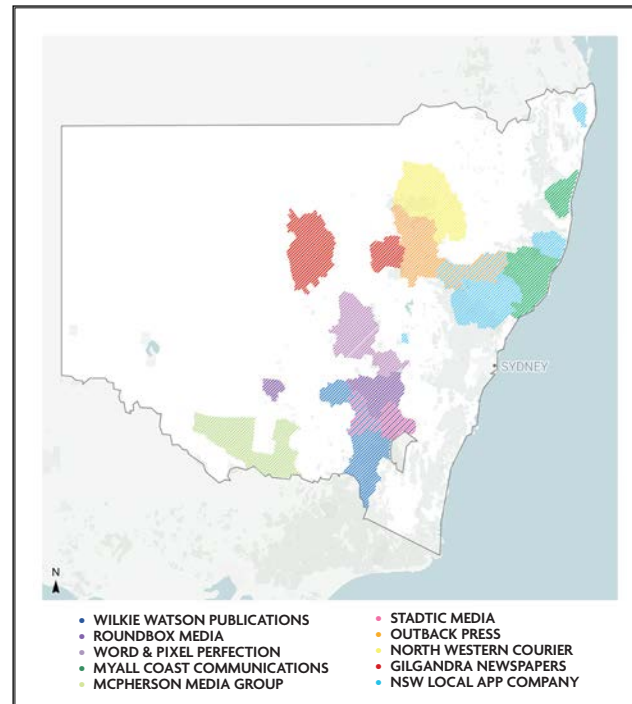 SYDNEY
N
WILKIE WATSON PUBLICATIONS
ROUNDBOX MEDIA
WORD & PIXEL PERFECTION
MYALL COAST COMMUNICATIONS
MCPHERSON MEDIA GROUP
STADTIC MEDIA
OUTBACK PRESS
NORTH WESTERN COURIER
GILGANDRA NEWSPAPERS
NSW LOCAL APP COMPANY